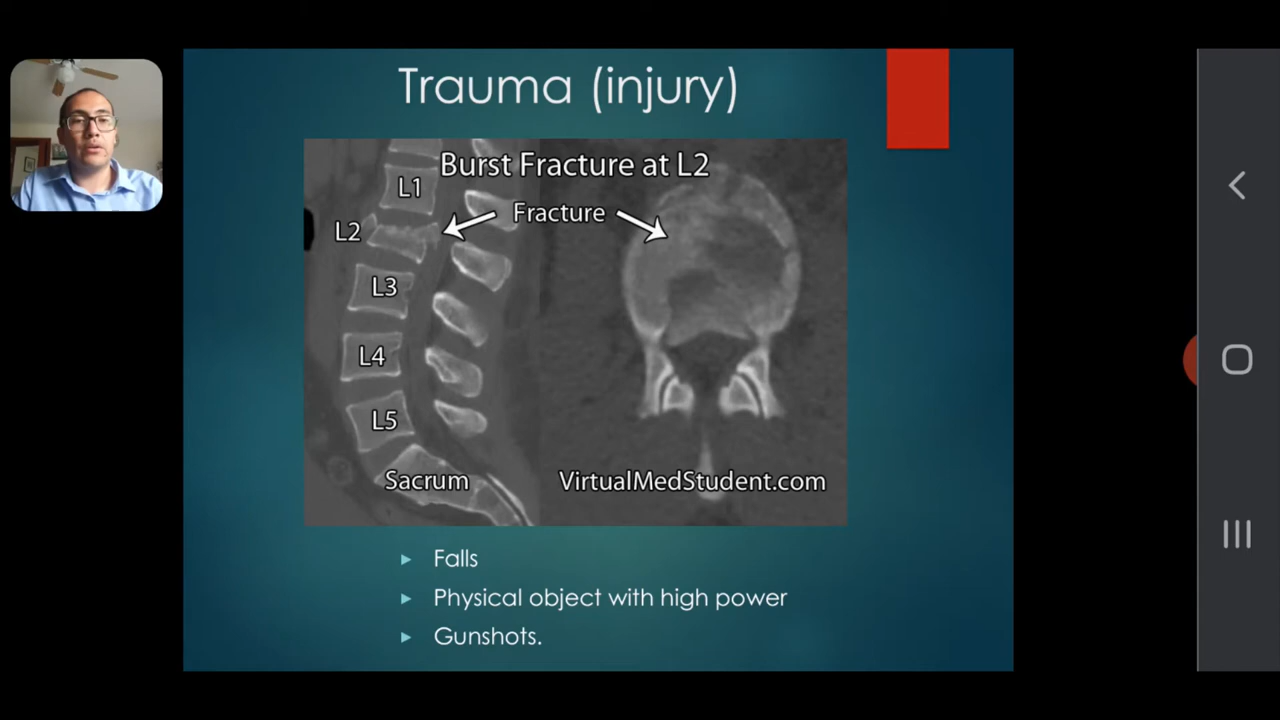 Trauma (injury)
Burst Fracture at L2
L1
Fracture
L2
L3
L4
L5
Sacrum
VirtualMedStudent.com
Falls
Physical object with high power
Gunshots.